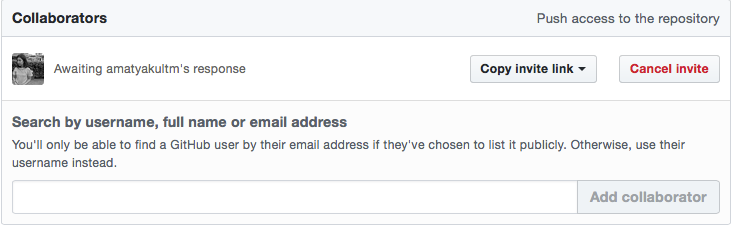 Collaborators
Push access to the repository
Awaiting amatyakultm's response
Copy invite link
Cancel invite
Search by username, full name or email address
You'll only be able to find a GitHub user by their email address if they've chosen to list it publicly. Otherwise, use their
username instead.
Add collaborator